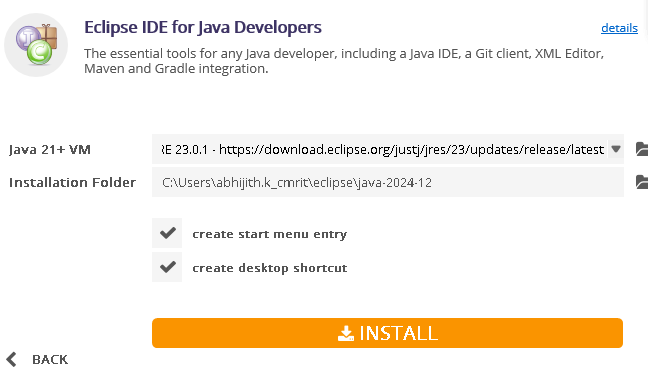 Eclipse IDE for Java Developers
details
The essential tools for any Java developer, including a Java IDE, a Git client, XML Editor,
Maven and Gradle integration.
Java 21+ VM
RE 23.0.1 - https://download.eclipse.org/justj/jres/23/updates/release/latest
Installation Folder
C:\Users\abhijith.k_cmrit\eclipse\java-2024-12
create start menu entry
create desktop shortcut
INSTALL
BACK